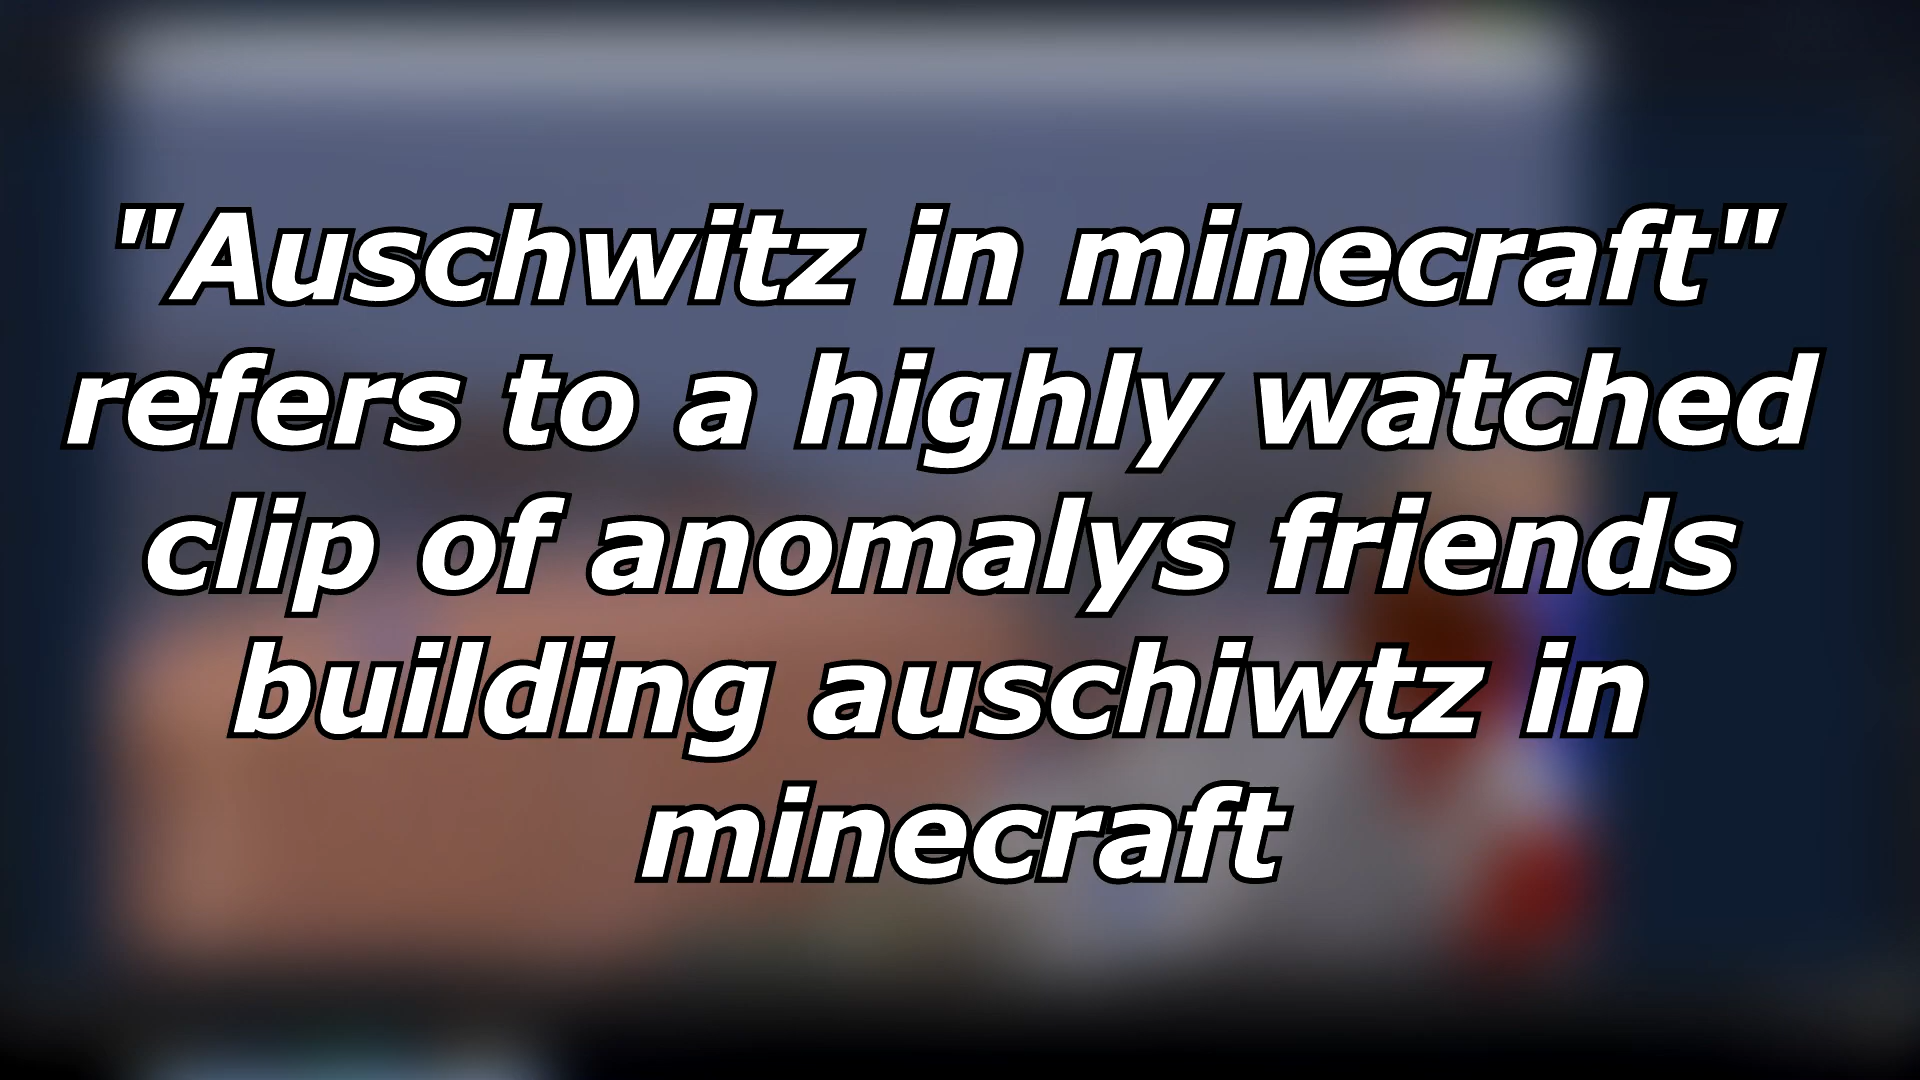 "Auschwitz in minecraft"
refers to a highly watched
clip of anomalys friends
building auschiwtz in
minecraft